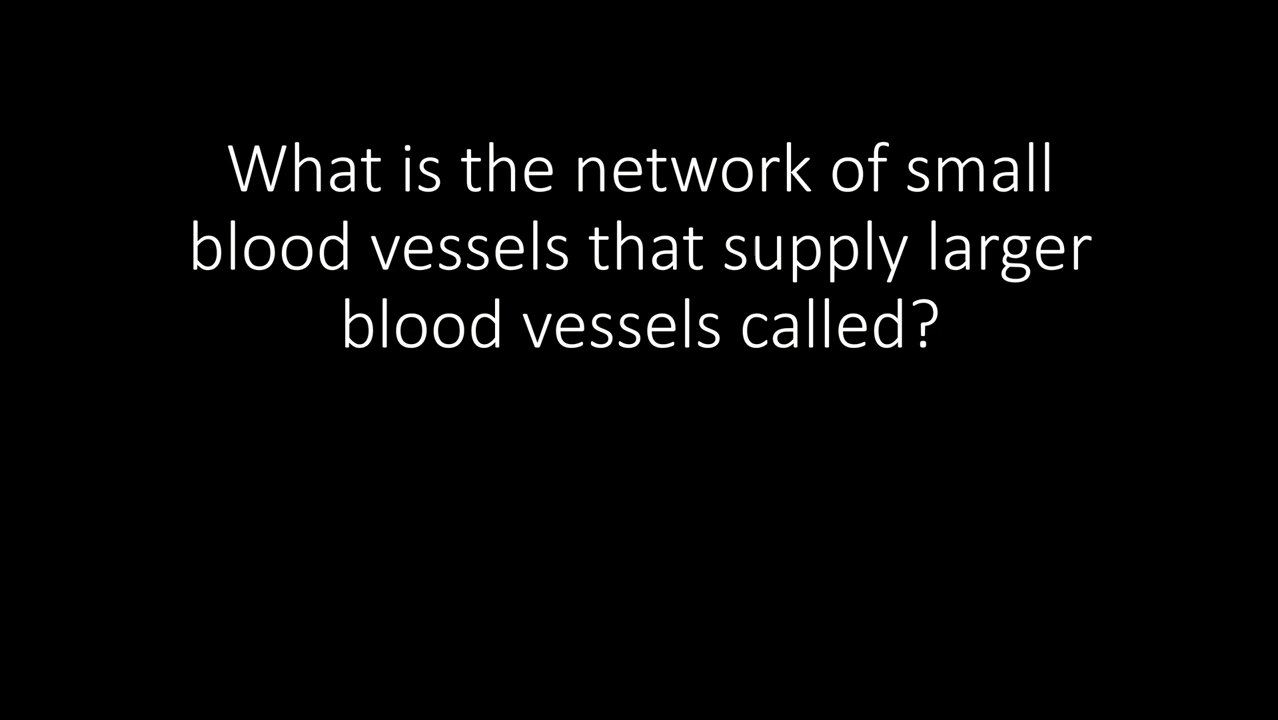 What is the network of small
blood vessels that supply larger
blood vessels called?